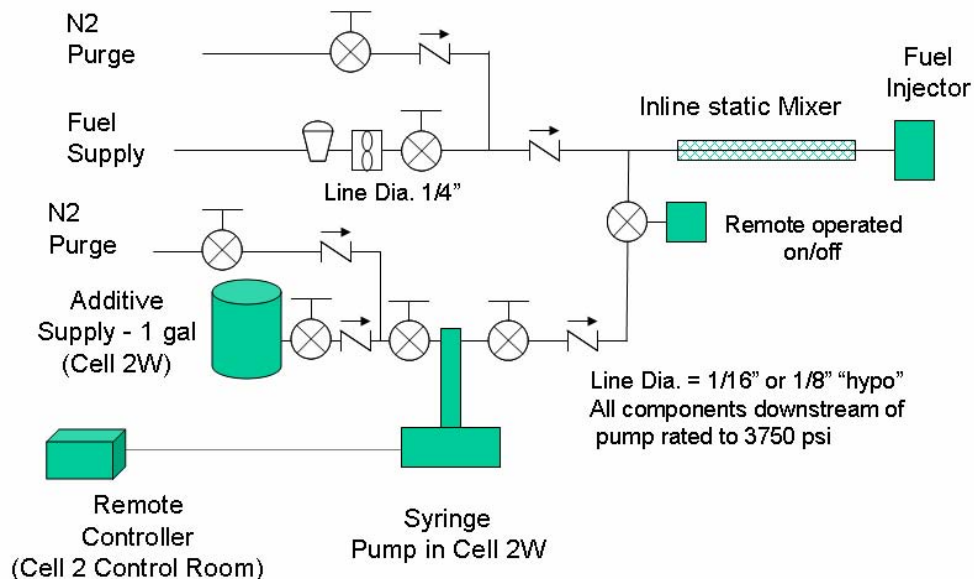 N2
Purge
Fuel
Injector
Inline static Mixer
Fuel
Supply
Line Dia. 1/4”
N2
Purge
Remote operated
on/off
Additive
Supply - 1 gal
(Cell 2W)
Line Dia. = 1/16” or 1/8” “hypo”
All components downstream of
pump rated to 3750 psi
Remote
Controller
(Cell 2 Control Room)
Syringe
Pump in Cell 2W